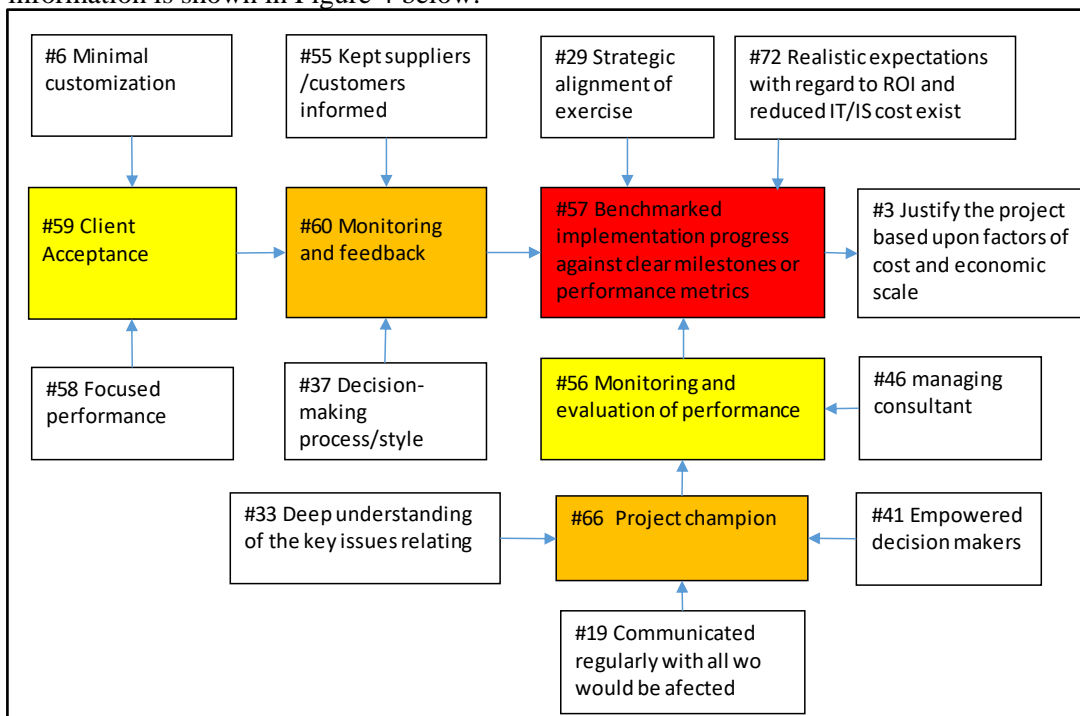 information is shown in Figure 4 below:
#6 Minimal
customization
#55 Kept suppliers
/customers
informed
#29 Strategic
alignment of
exercise
#72 Realistic expectations
with regard to ROI and
reduced IT/IS cost exist
#59 Client
Acceptance
#60 Monitoring
and feedback
#57 Benchmarked
implementation progress
against clear milestones or
performance metrics
#3 Justify the project
based upon factors of
cost and economic
scale
#58 Focused
performance
#37 Decision-
making
process/style
#56 Monitoring and
evaluation of performance
#46 managing
consultant
#33 Deep understanding
of the key issues relating
#66 Project champion
#41 Empowered
decision makers
#19 Communicated
regularly with all wo
would be afected